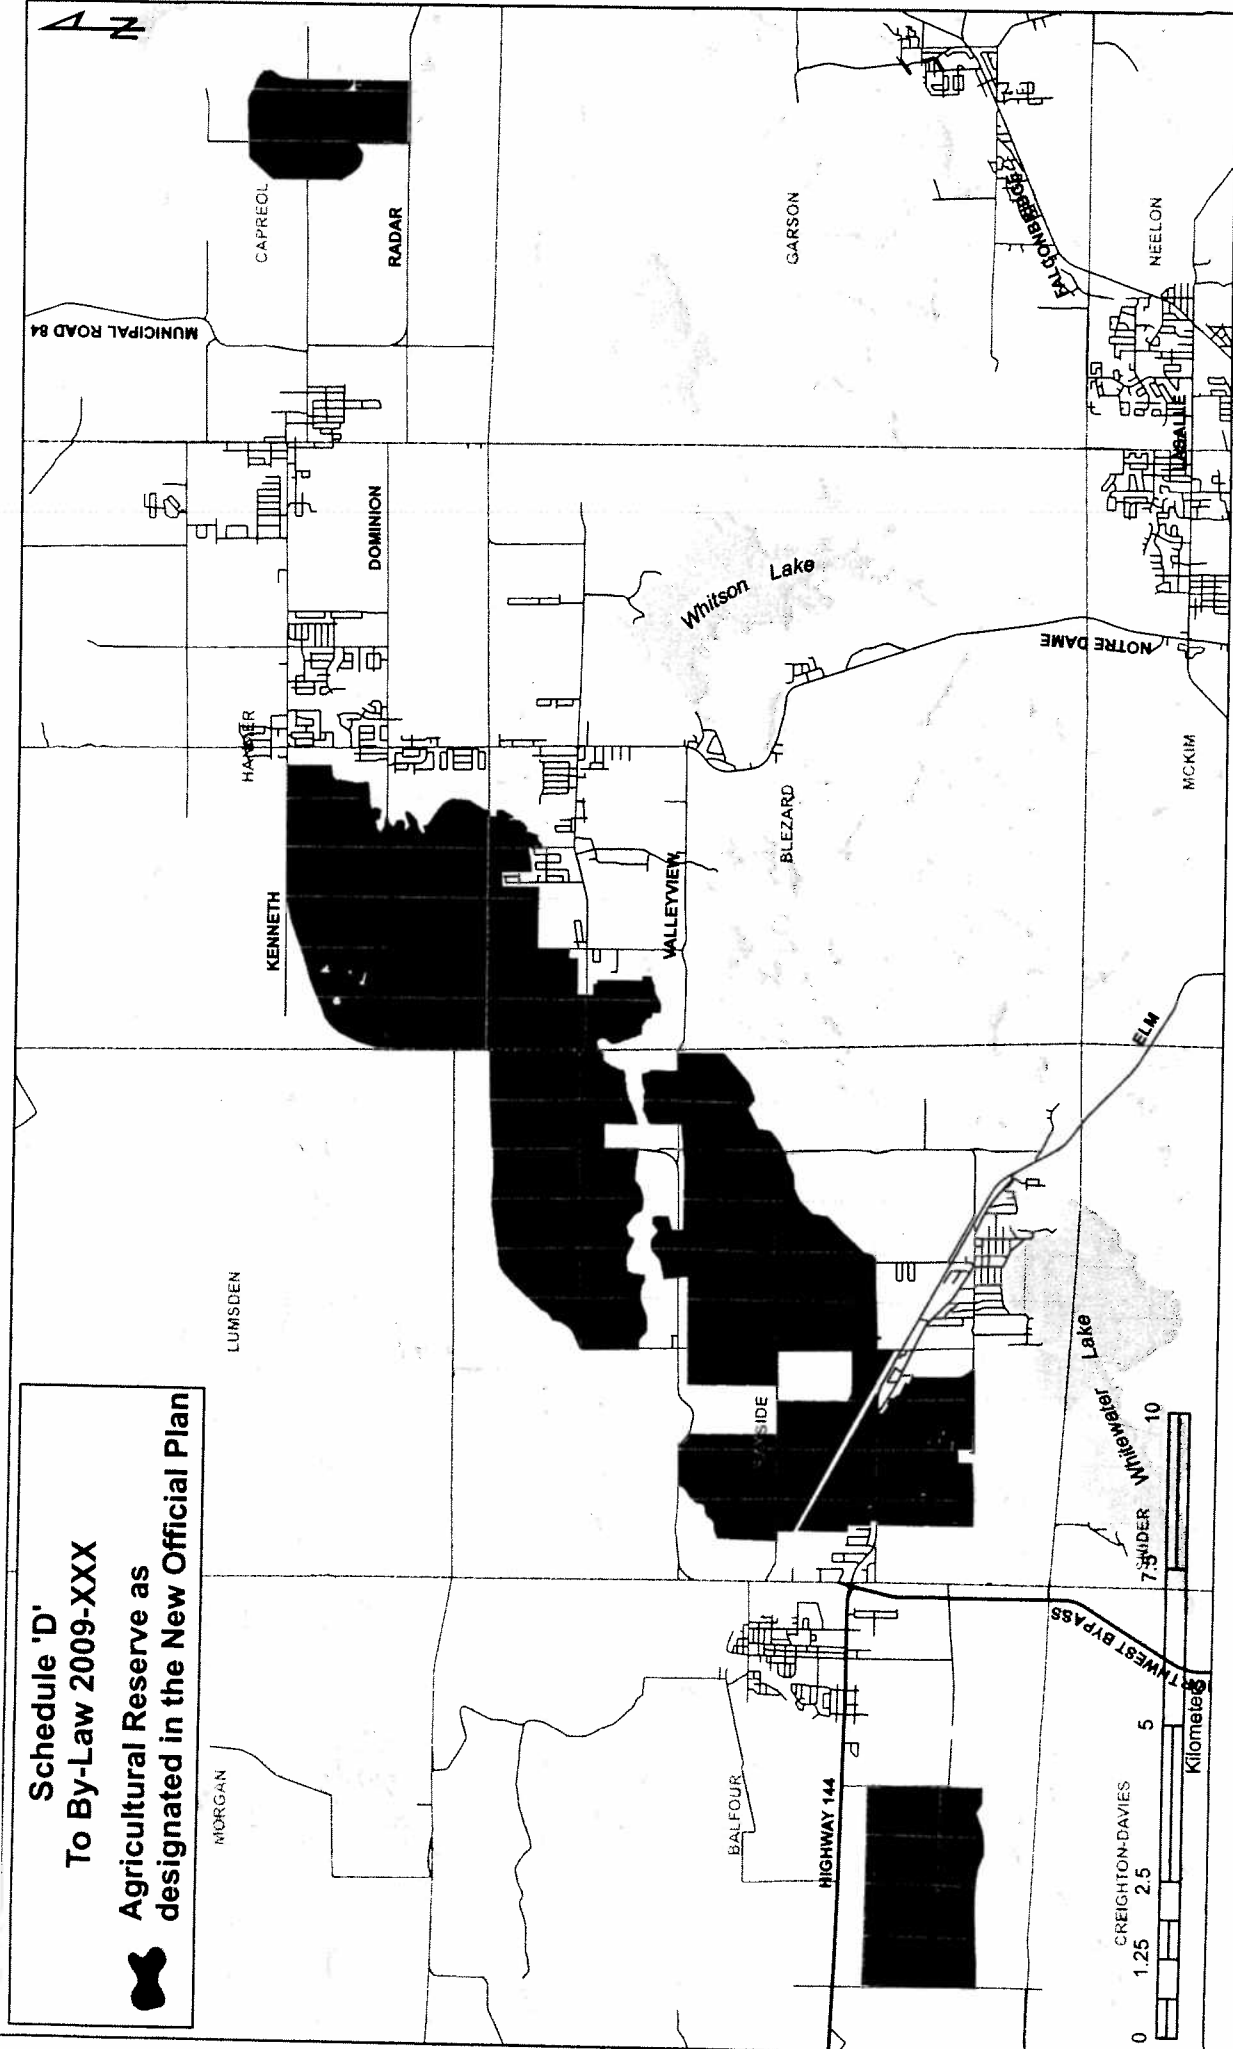 Schedule 'D'
To By-Law 2009-XXX
Agricultural Reserve as
designated in the New Official Plan
N
MORGAN
LUMSDEN
KENNETH
CAPREOL
MUNICIPAL ROAD 84
RADAR
DOMINION
BALFOUR
HIGHWAY 144
VALLEYVIEW
BLEZARD
Whitson Lake
GARSON
FALCONBRIDGE
NOTRE DAME
LASALLE
NEELON
MCKIM
ELM
Whitewater Lake
CREIGHTON-DAVIES
0 1.25 2.5 5 7.5 10